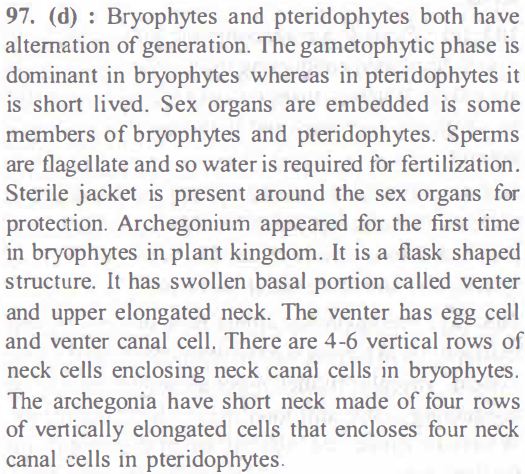 97. (d) : Bryophytes and pteridophytes both have
alternation of generation. The gametophytic phase is
dominant in bryophytes whereas in pteridophytes it
is short lived. Sex organs are embedded is some
members of bryophytes and pteridophytes. Sperms
are flagellate and so water is required for fertilization.
Sterile jacket is present around the sex organs for
protection. Archegonium appeared for the first time
in bryophytes in plant kingdom. It is a flask shaped
structure. It has swollen basal portion called venter
and upper elongated neck. The venter has egg cell
and venter canal cell. There are 4-6 vertical rows of
neck cells enclosing neck canal cells in bryophytes.
The archegonia have short neck made of four rows
of vertically elongated cells that encloses four neck
canal cells in pteridophytes.